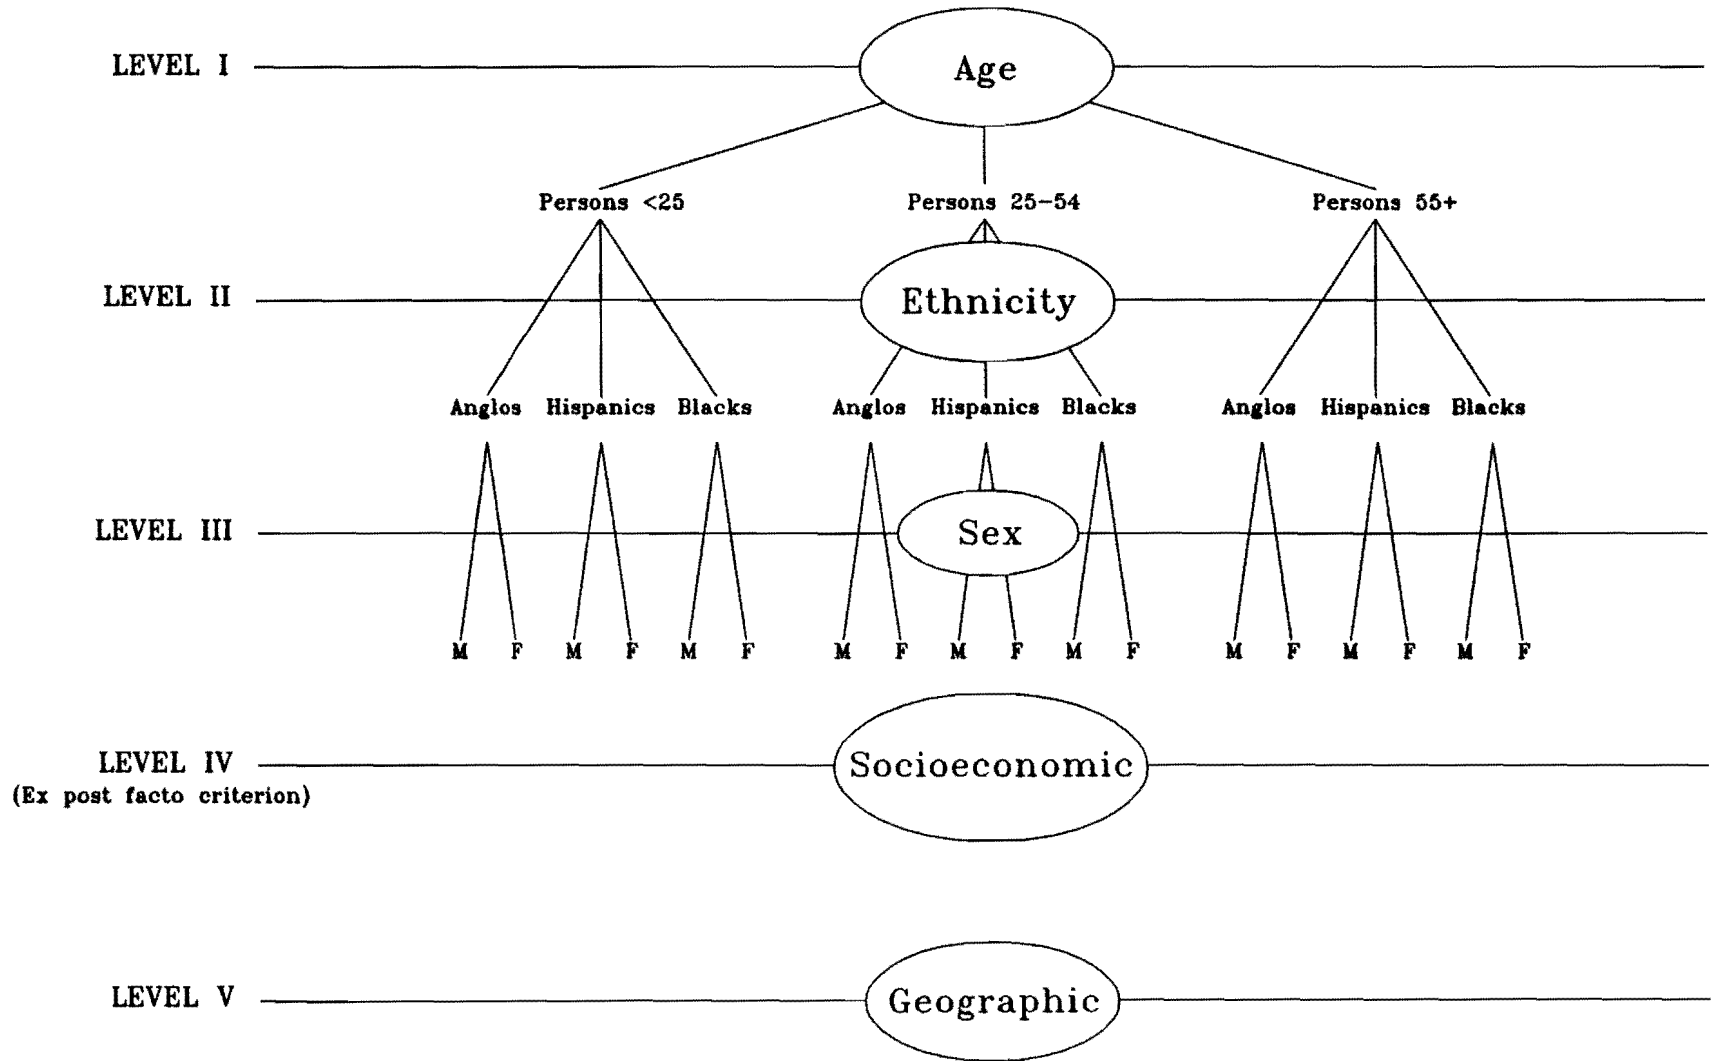 LEVEL I Age
Persons <25 Persons 25-54 Persons 55+
LEVEL II Ethnicity
Anglos Hispanics Blacks Anglos Hispanics Blacks Anglos Hispanics Blacks
LEVEL III Sex
M F M F M F M F M F M F M F M F M F
LEVEL IV Socioeconomic
(Ex post facto criterion)
LEVEL V Geographic